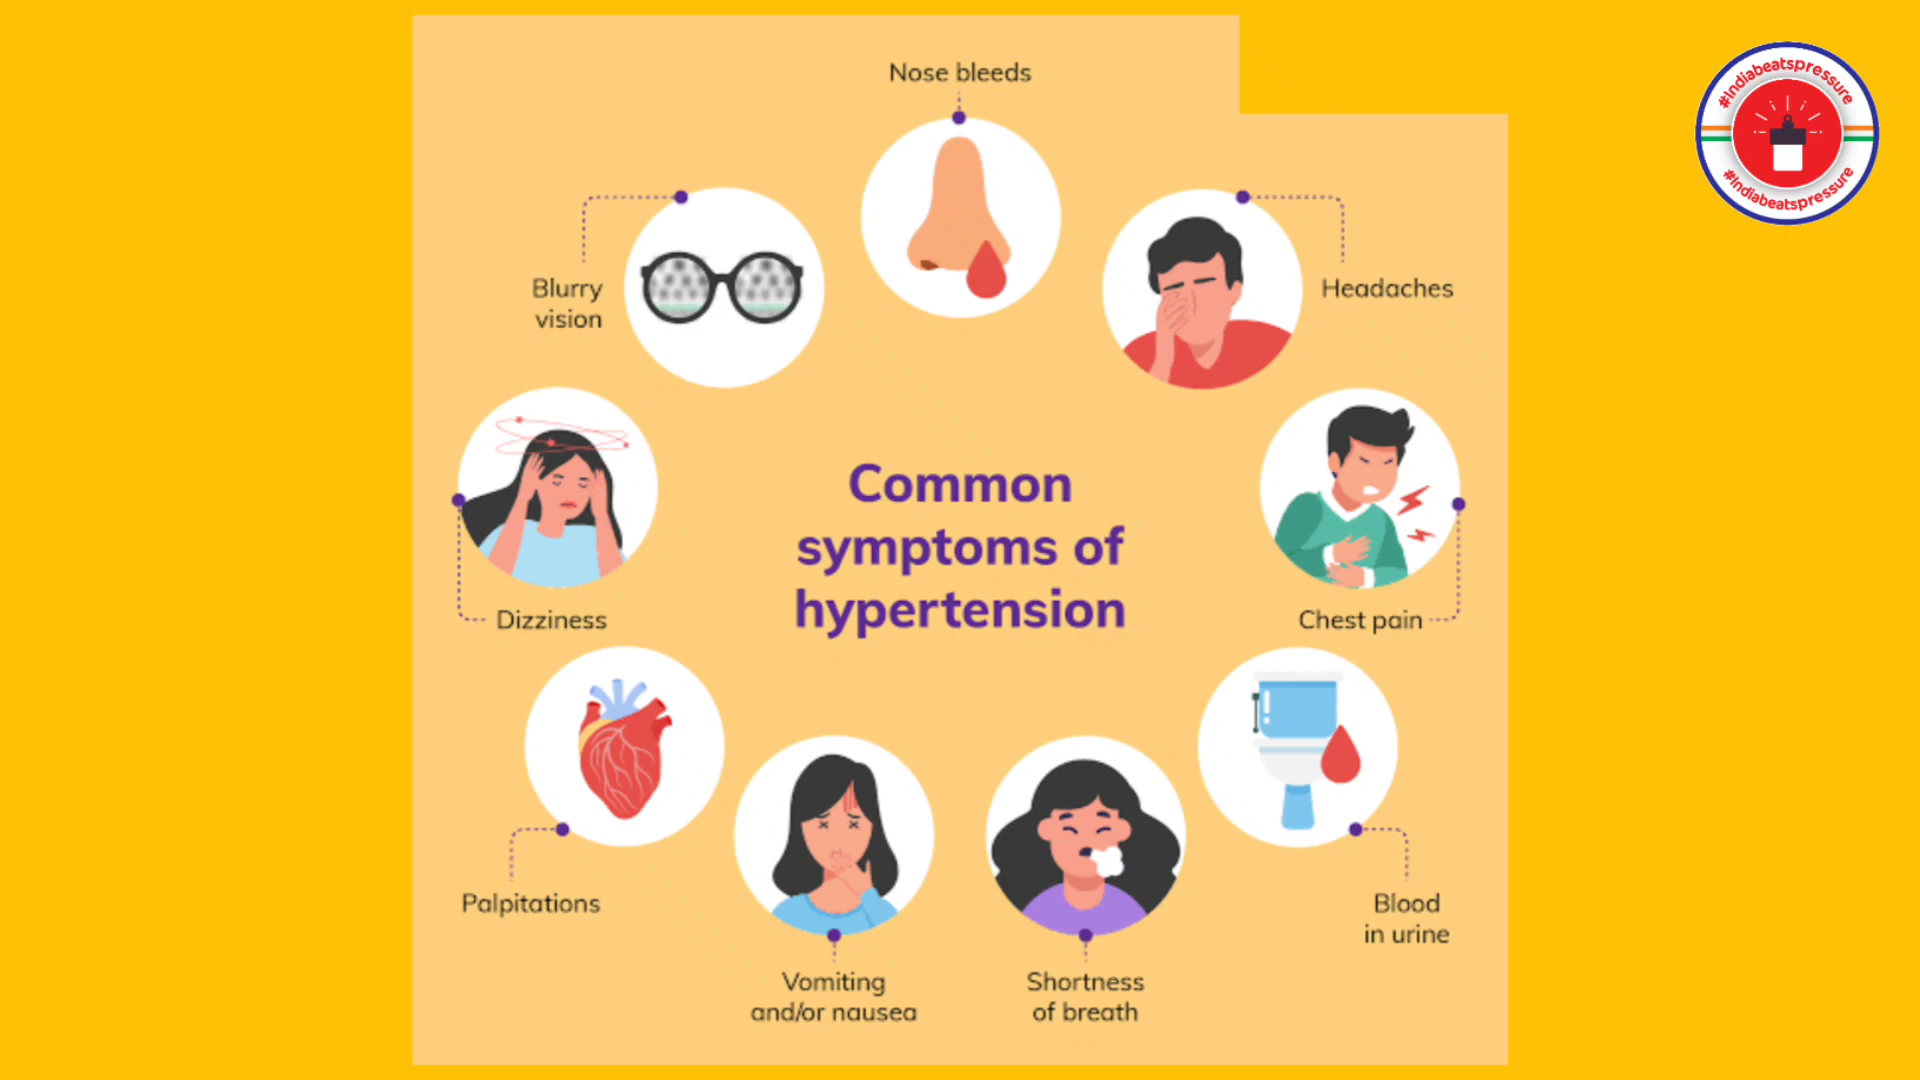 Nose bleeds
#Indiabeatspressure
#Indiabeatspressure
Blurry
vision
Headaches
Common
symptoms of
hypertension
Dizziness
Chest pain
Palpitations
Blood
in urine
Vomiting
and/or nausea
Shortness
of breath